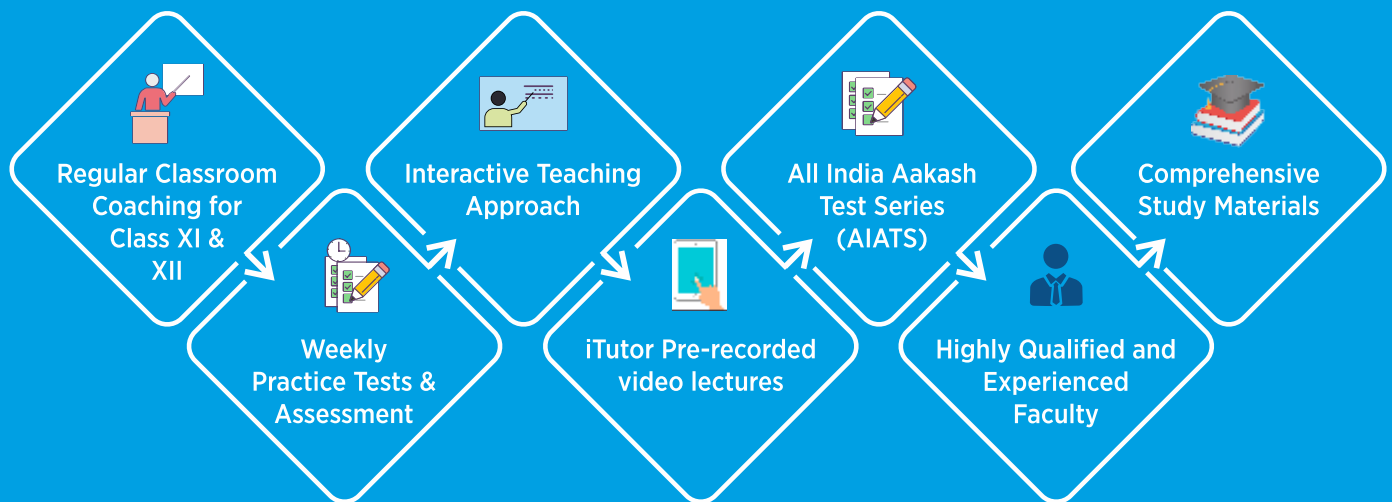 Regular Classroom
Coaching for
Class XI &
XII
Weekly
Practice Tests &
Assessment
Interactive Teaching
Approach
iTutor Pre-recorded
video lectures
All India Aakash
Test Series
(AIATS)
Highly Qualified and
Experienced
Faculty
Comprehensive
Study Materials